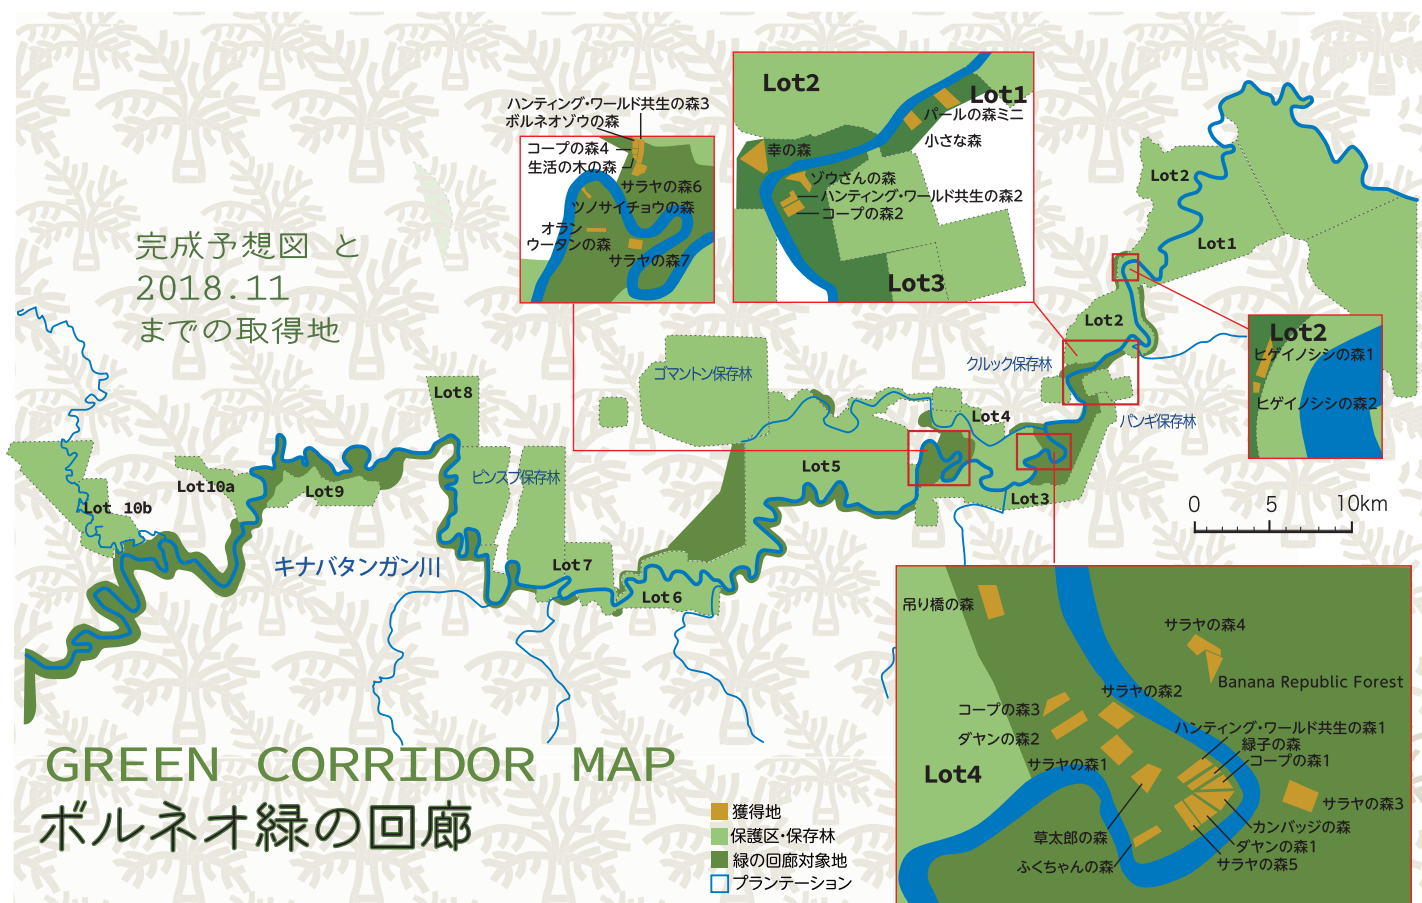 ハンティング・ワールド共生の森3
ボルネオゾウの森
コープの森4
生活の木の森
サラヤの森6
ツノサイチョウの森
オラン
ウータンの森
サラヤの森7
Lot2
Lot1
パールの森ミニ
小さな森
幸の森
ゾウさんの森
ハンティング・ワールド共生の森2
コープの森2
Lot3
完成予想図 と
2018.11
までの取得地
Lot2
Lot1
Lot2
Lot2
ヒゲイノシシの森1
ヒゲイノシシの森2
クルック保存林
パンギ保存林
ゴマントン保存林
Lot8
Lot4
ピンスプ保存林
Lot5
Lot10a
Lot9
Lot3
Lot 10b
0 5 10km
キナバタンガン川
Lot7
Lot6
吊り橋の森
サラヤの森4
Banana Republic Forest
サラヤの森2
コープの森3
ダヤンの森2
ハンティング・ワールド共生の森1
緑子の森
コープの森1
サラヤの森1
Lot4
サラヤの森3
カンバッジの森
草太郎の森
ダヤンの森1
ふくちゃんの森
サラヤの森5
GREEN CORRIDOR MAP
ボルネオ緑の回廊
獲得地
保護区・保存林
緑の回廊対象地
プランテーション